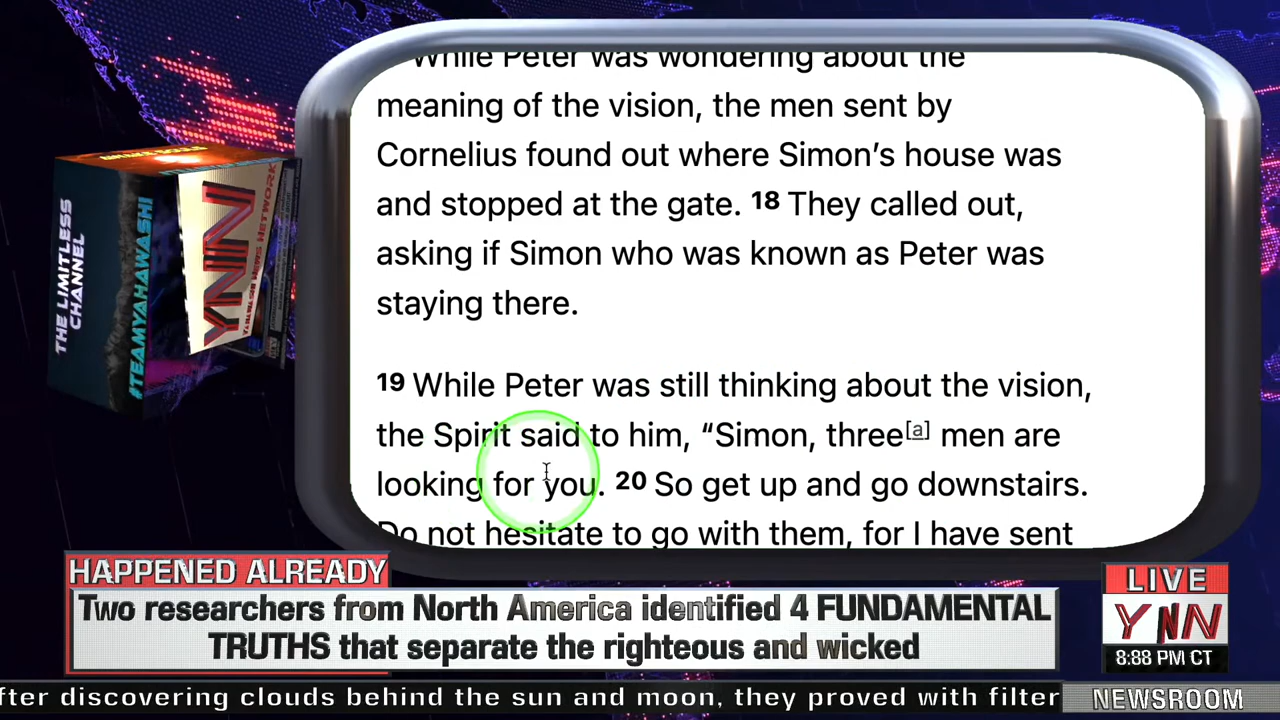 While Peter was wondering about the
meaning of the vision, the men sent by
Cornelius found out where Simon’s house was
and stopped at the gate. 18 They called out,
asking if Simon who was known as Peter was
staying there.
19 While Peter was still thinking about the vision,
the Spirit said to him, “Simon, three[a] men are
looking for you. 20 So get up and go downstairs.
Do not hesitate to go with them, for I have sent
THE LIMITLESS
CHANNEL
#TEAMYAHAWASHI
YNN
YAHAWASHI NEWS NETWORK
HAPPENED ALREADY
Two researchers from North America identified 4 FUNDAMENTAL
TRUTHS that separate the righteous and wicked
LIVE
YNN
8:88 PM CT
fter discovering clouds behind the sun and moon, they proved with filter
NEWSROOM